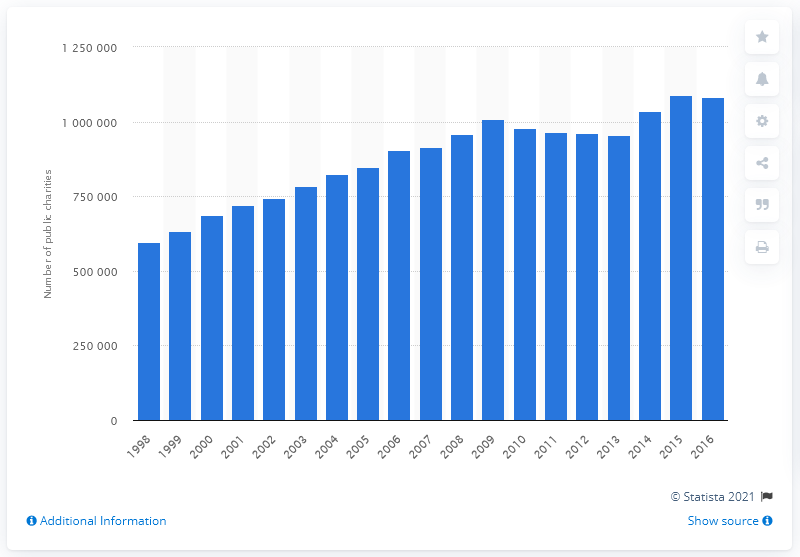 1 250 000
1 000 000
750 000
500 000
250 000
0
Number of public charities
1998 1999 2000 2001 2002 2003 2004 2005 2006 2007 2008 2009 2010 2011 2012 2013 2014 2015 2016
© Statista 2021
Additional Information
Show source